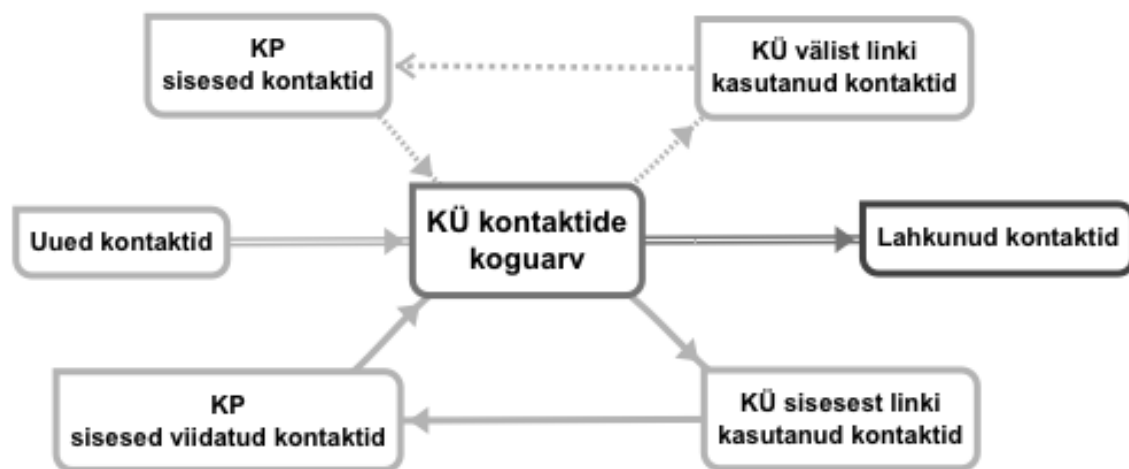 KP
sisesed kontaktid
KÜ välist linki
kasutanud kontaktid
Uued kontaktid
KÜ kontaktide
koguarv
Lahkunud kontaktid
KP
sisesed viidatud kontaktid
KÜ sisesest linki
kasutanud kontaktid